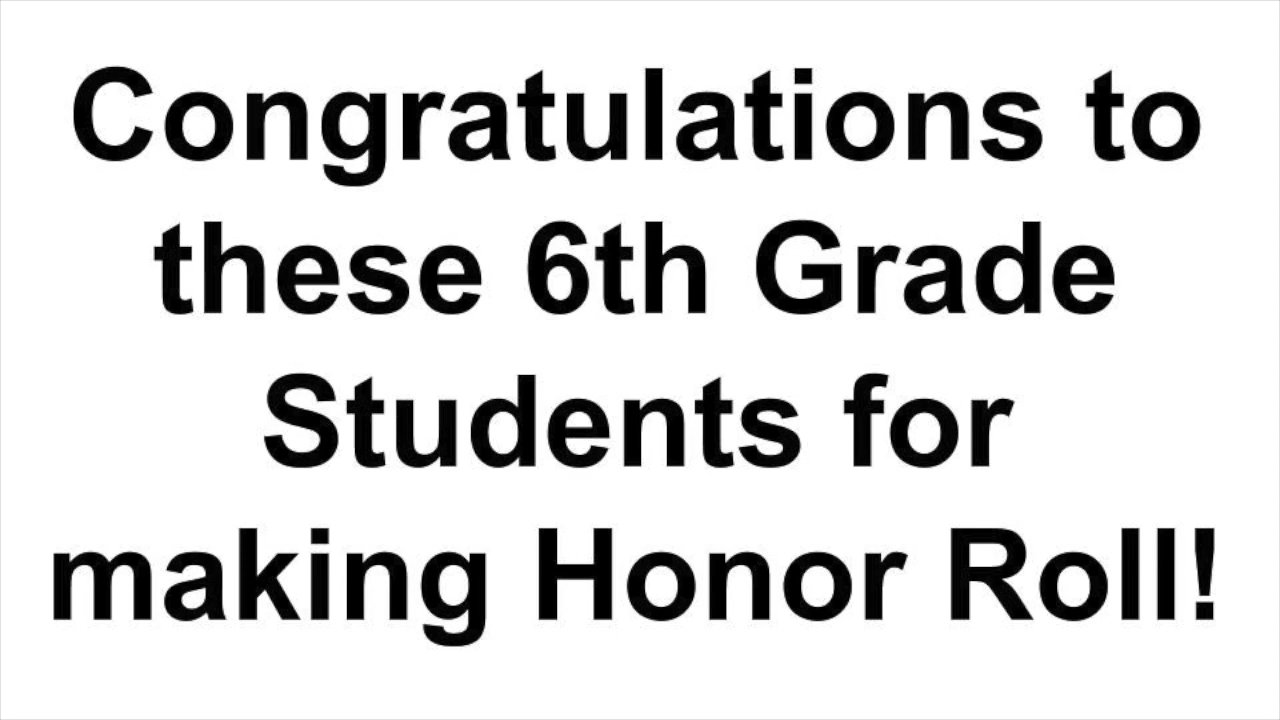 Congratulations to
these 6th Grade
Students for
making Honor Roll!